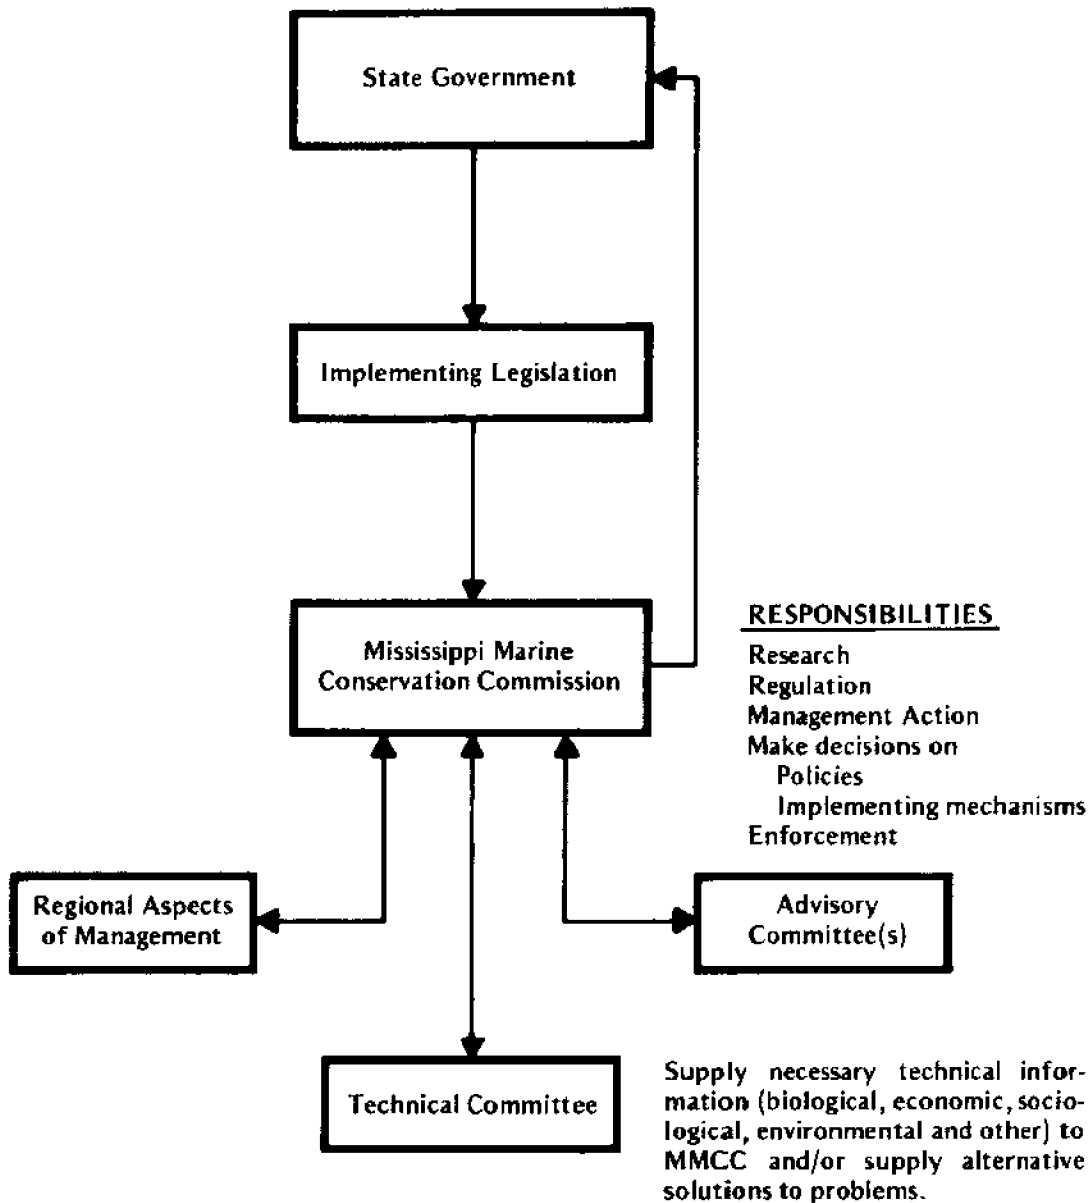 State Government
Implementing Legislation
Mississippi Marine
Conservation Commission
RESPONSIBILITIES
Research
Regulation
Management Action
Make decisions on
Policies
Implementing mechanisms
Enforcement
Regional Aspects
of Management
Advisory
Committee(s)
Technical Committee
Supply necessary technical infor-
mation (biological, economic, socio-
logical, environmental and other) to
MMCC and/or supply alternative
solutions to problems.